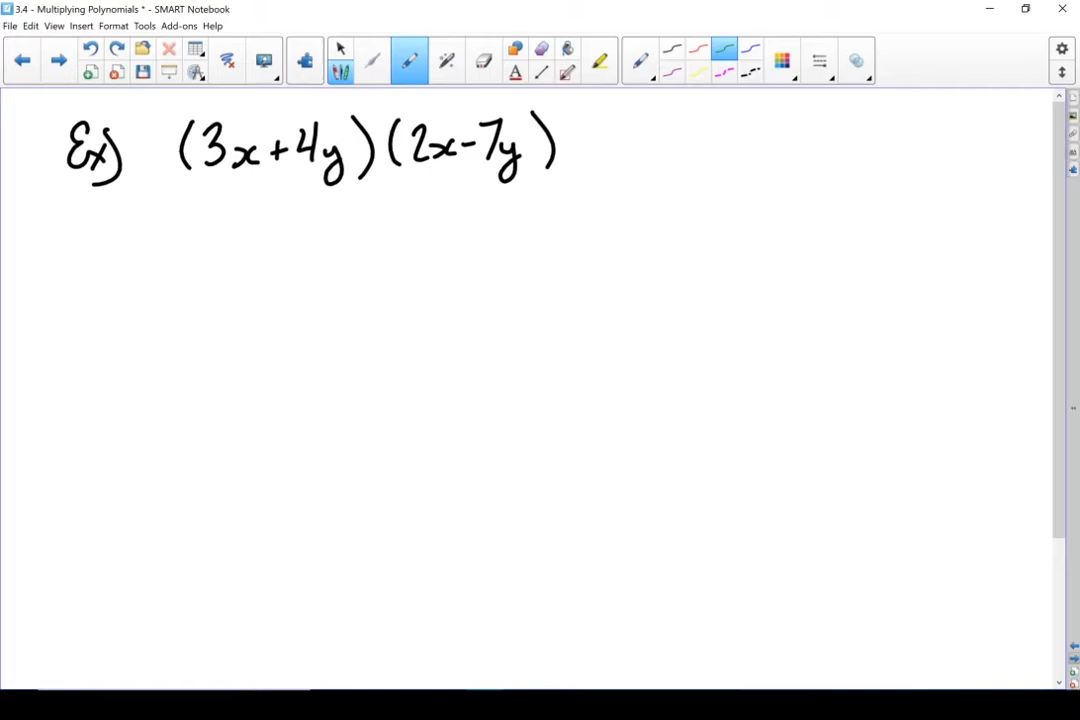 3.4 - Multiplying Polynomials * - SMART Notebook
File Edit View Insert Format Tools Add-ons Help
Ex) (3x+4y)(2x-7y)